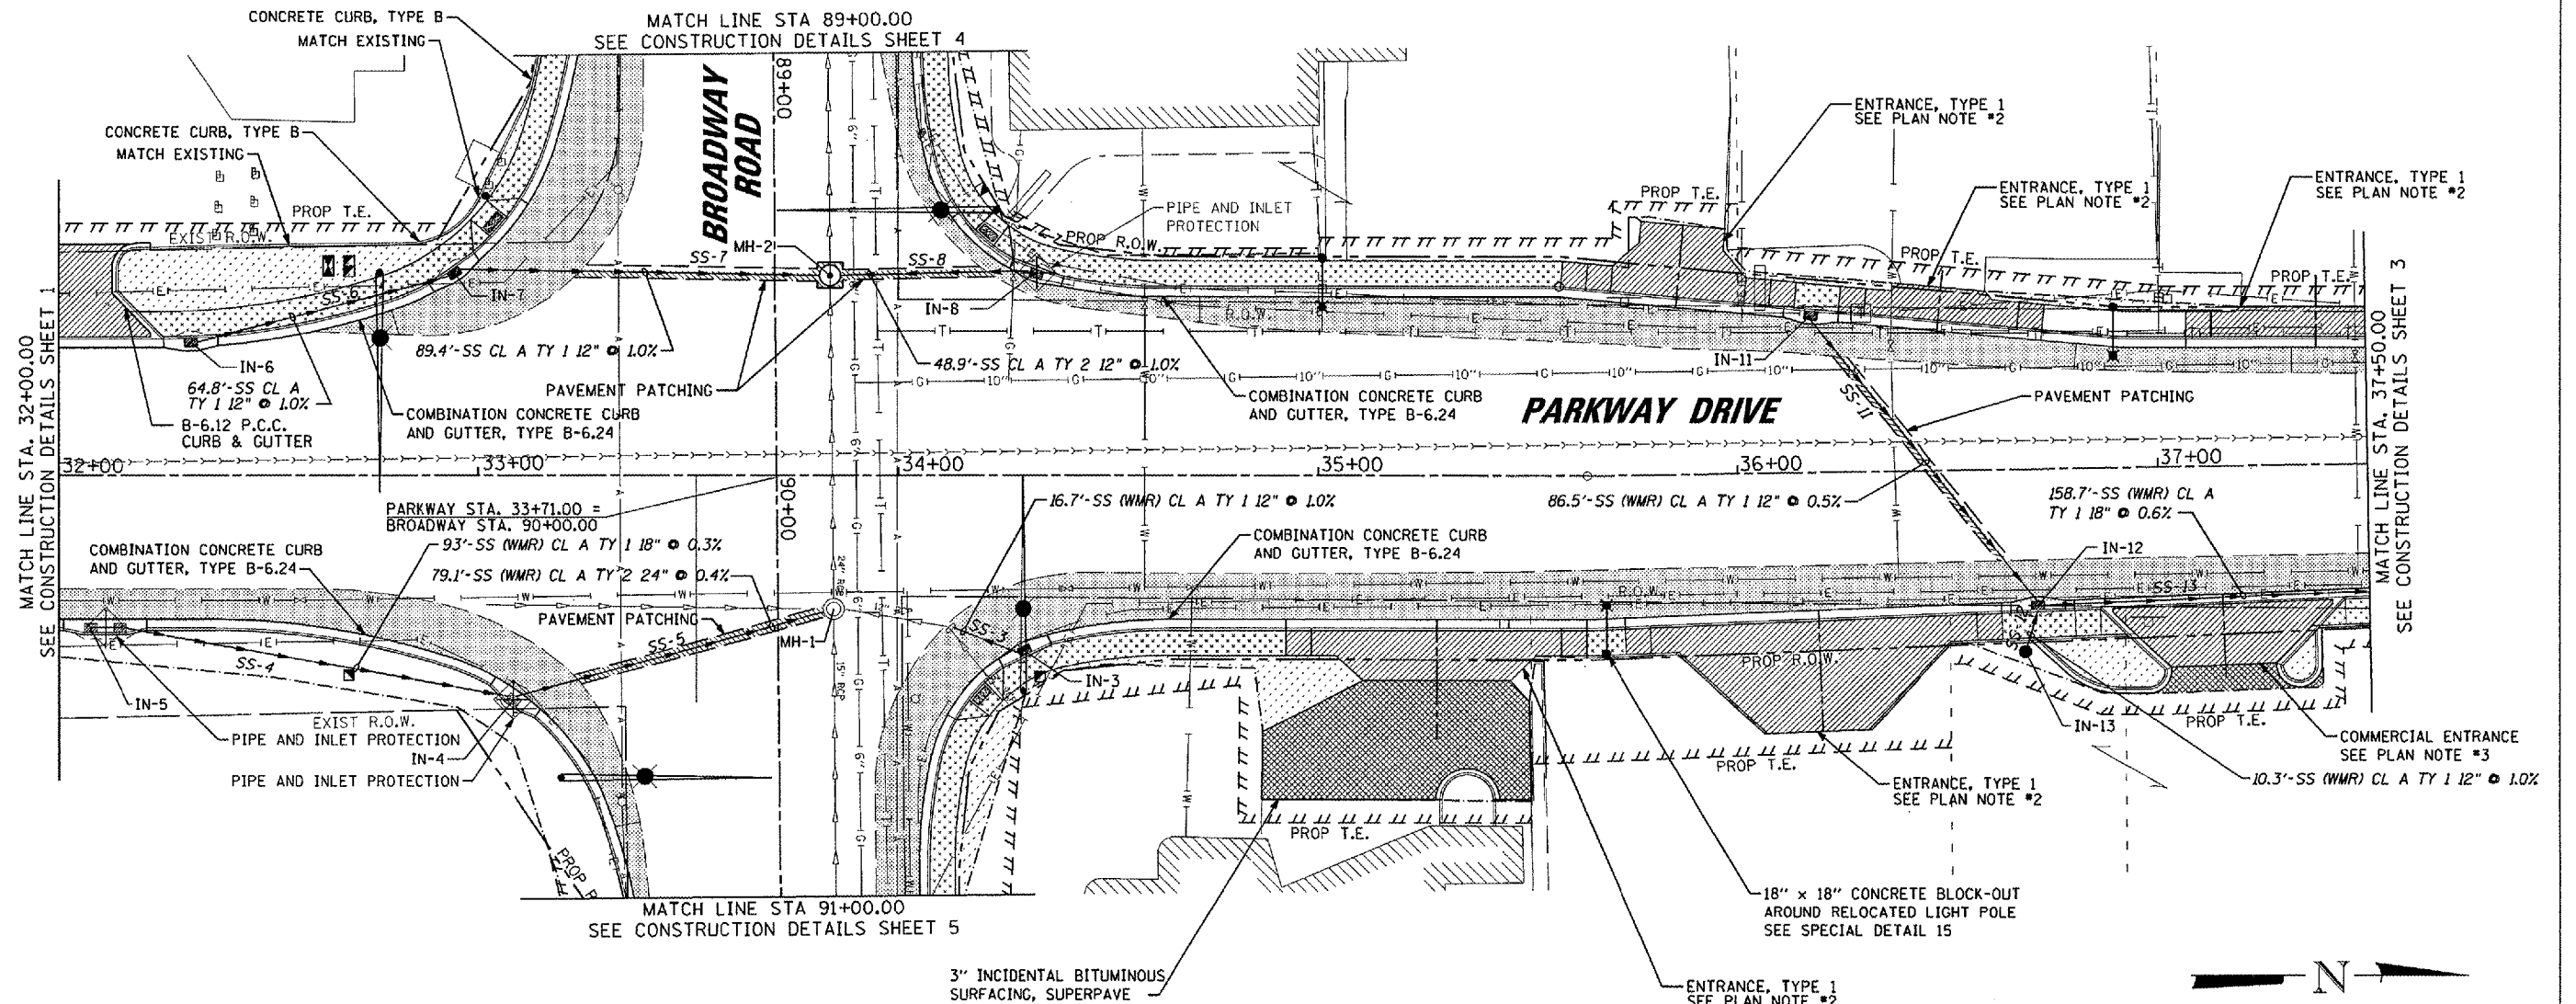 CONCRETE CURB, TYPE B
MATCH EXISTING
MATCH LINE STA 89+00.00
SEE CONSTRUCTION DETAILS SHEET 4
CONCRETE CURB, TYPE B
MATCH EXISTING
BROADWAY
ROAD
89+00
ENTRANCE, TYPE 1
SEE PLAN NOTE #2
ENTRANCE, TYPE 1
SEE PLAN NOTE #2
ENTRANCE, TYPE 1
SEE PLAN NOTE #2
PROP T.E.
EXIST R.O.W.
PROP T.E.
PIPE AND INLET
PROTECTION
PROP R.O.W.
PROP T.E.
PROP T.E.
MH-2
SS-7
SS-8
SS-6
IN-7
IN-8
R.O.W.
IN-6
IN-11
SS-11
MATCH LINE STA. 32+00.00
SEE CONSTRUCTION DETAILS SHEET 1
MATCH LINE STA. 37+50.00
SEE CONSTRUCTION DETAILS SHEET 3
89.4'-SS CL A TY 1 12" @ 1.0%
48.9'-SS CL A TY 2 12" @ 1.0%
64.8'-SS CL A
TY 1 12" @ 1.0%
PAVEMENT PATCHING
B-6.12 P.C.C.
CURB & GUTTER
COMBINATION CONCRETE CURB
AND GUTTER, TYPE B-6.24
COMBINATION CONCRETE CURB
AND GUTTER, TYPE B-6.24
PARKWAY DRIVE
PAVEMENT PATCHING
32+00
33+00
34+00
35+00
36+00
37+00
90+00
PARKWAY STA. 33+71.00 =
BROADWAY STA. 90+00.00
16.7'-SS (WMR) CL A TY 1 12" @ 1.0%
86.5'-SS (WMR) CL A TY 1 12" @ 0.5%
158.7'-SS (WMR) CL A
TY 1 18" @ 0.6%
COMBINATION CONCRETE CURB
AND GUTTER, TYPE B-6.24
93'-SS (WMR) CL A TY 1 18" @ 0.3%
79.1'-SS (WMR) CL A TY 2 24" @ 0.4%
COMBINATION CONCRETE CURB
AND GUTTER, TYPE B-6.24
24" RCP
15" RCP
IN-12
SS-13
R.O.W.
PAVEMENT PATCHING
MH-1
SS-5
SS-3
SS-4
SS-12
IN-3
IN-5
EXIST R.O.W.
PIPE AND INLET PROTECTION
IN-4
PIPE AND INLET PROTECTION
PROP R.O.W.
IN-13
PROP T.E.
COMMERCIAL ENTRANCE
SEE PLAN NOTE #3
10.3'-SS (WMR) CL A TY 1 12" @ 1.0%
PROP T.E.
ENTRANCE, TYPE 1
SEE PLAN NOTE #2
PROP T.E.
MATCH LINE STA 91+00.00
SEE CONSTRUCTION DETAILS SHEET 5
18" x 18" CONCRETE BLOCK-OUT
AROUND RELOCATED LIGHT POLE
SEE SPECIAL DETAIL 15
3" INCIDENTAL BITUMINOUS
SURFACING, SUPERPAVE
ENTRANCE, TYPE 1
SEE PLAN NOTE #2
N